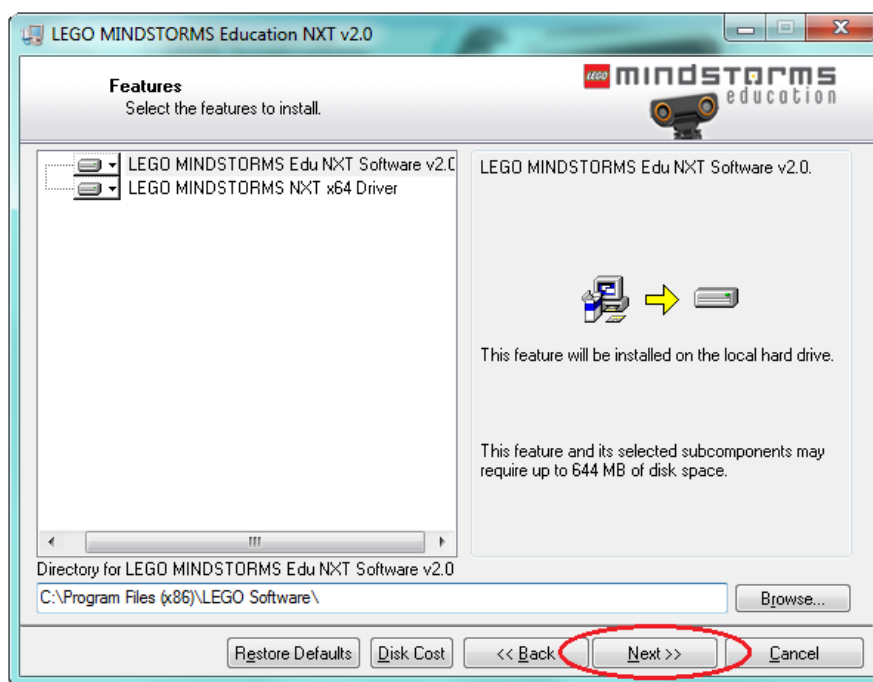 LEGO MINDSTORMS Education NXT v2.0
Features
Select the features to install.
LEGO mindstorms
education
LEGO MINDSTORMS Edu NXT Software v2.0
LEGO MINDSTORMS NXT x64 Driver
LEGO MINDSTORMS Edu NXT Software v2.0.
This feature will be installed on the local hard drive.
This feature and its selected subcomponents may
require up to 644 MB of disk space.
Directory for LEGO MINDSTORMS Edu NXT Software v2.0
C:\Program Files (x86)\LEGO Software\
Browse...
Restore Defaults
Disk Cost
<< Back
Next >>
Cancel